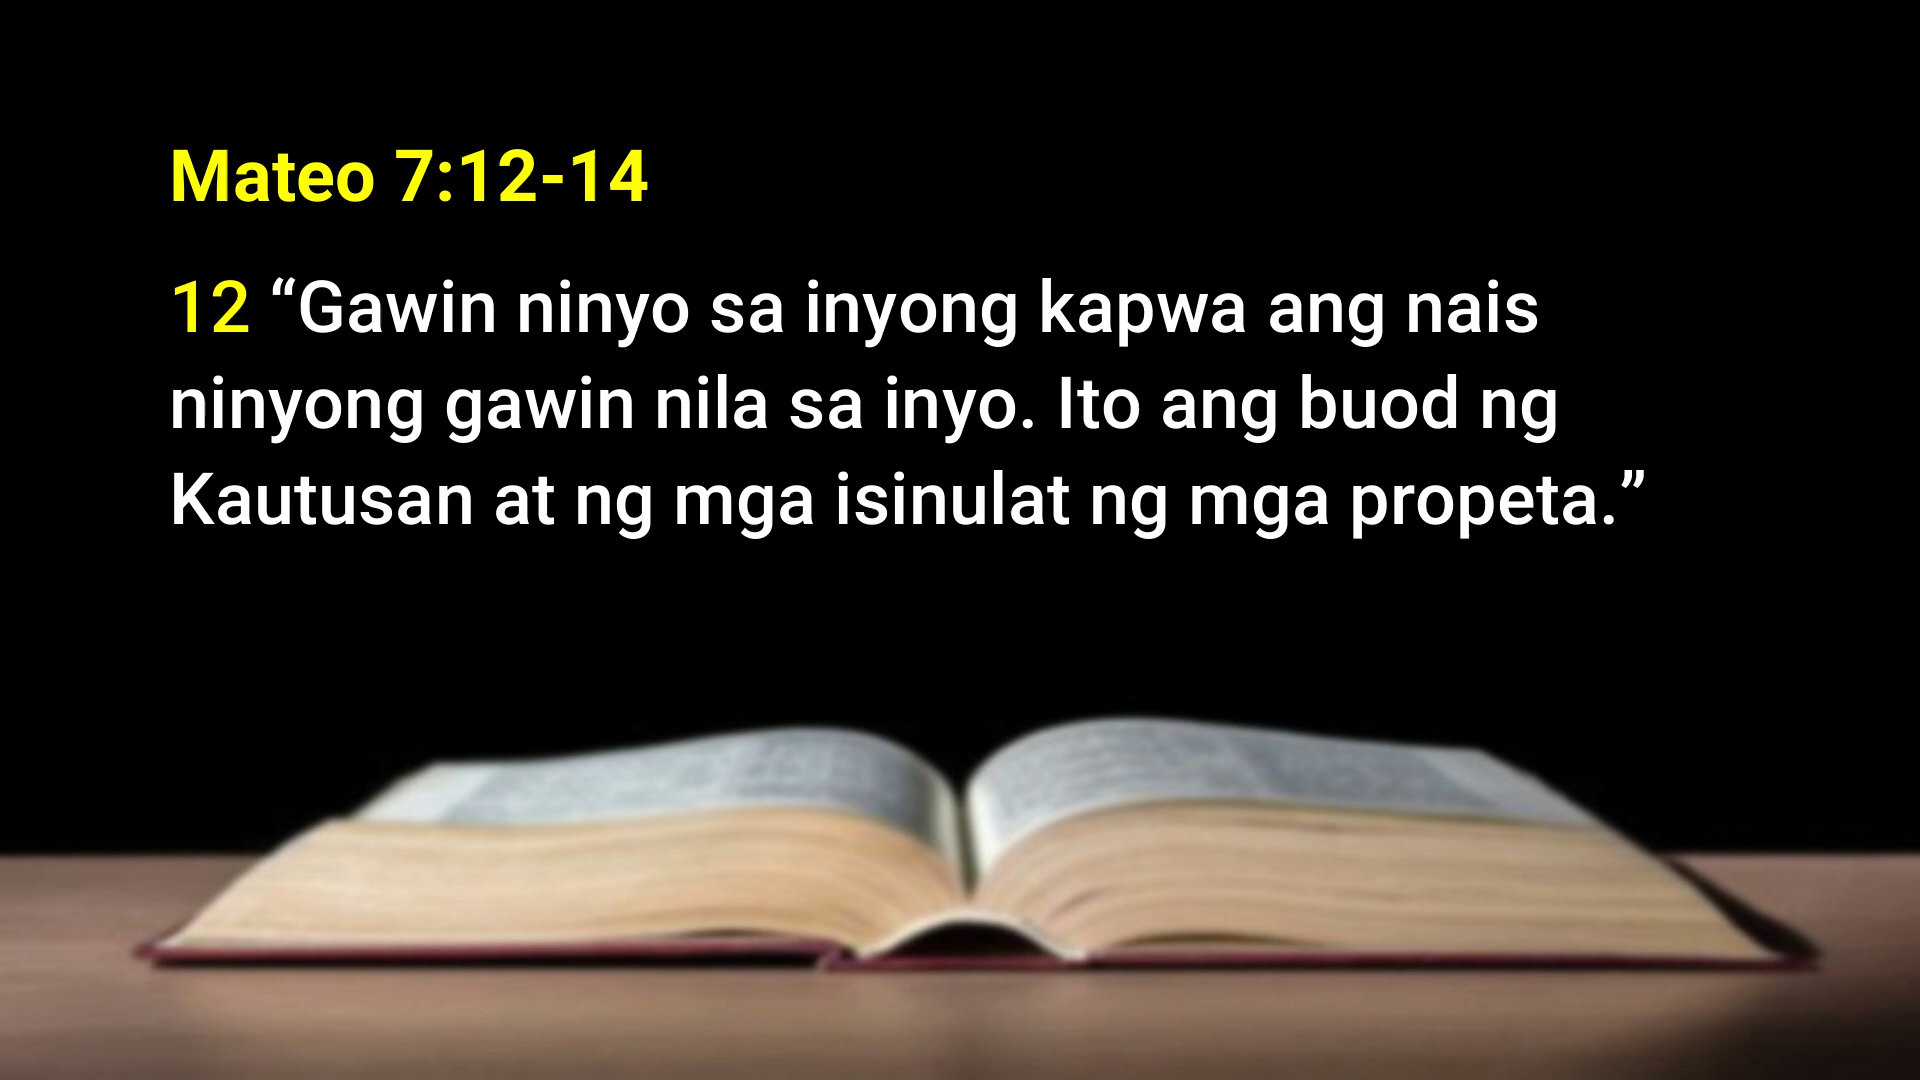 Mateo 7:12-14
12 “Gawin ninyo sa inyong kapwa ang nais
ninyong gawin nila sa inyo. Ito ang buod ng
Kautusan at ng mga isinulat ng mga propeta.”